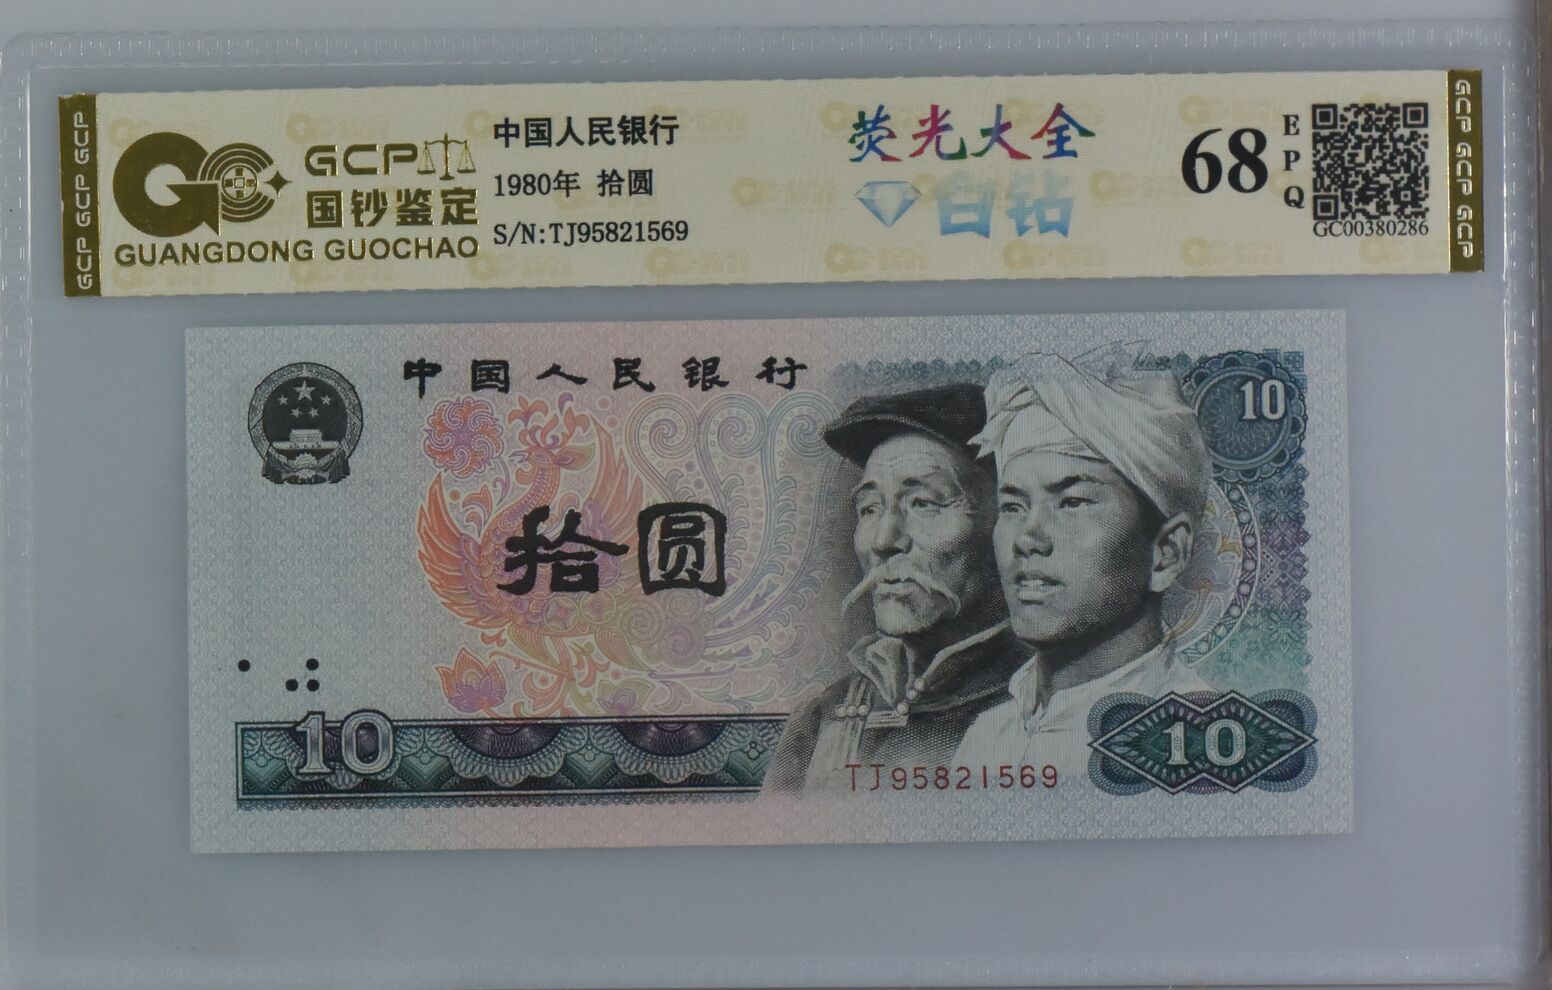 GCP GCP GCP
GCP
国钞鉴定
GUANGDONG GUOCHAO
中国人民银行
1980年 拾圆
S/N:TJ95821569
荧光大全
白钻
68
EPQ
GC00380286
GCP GCP GCP
中国人民银行
10
拾圆
10
TJ95821569
10